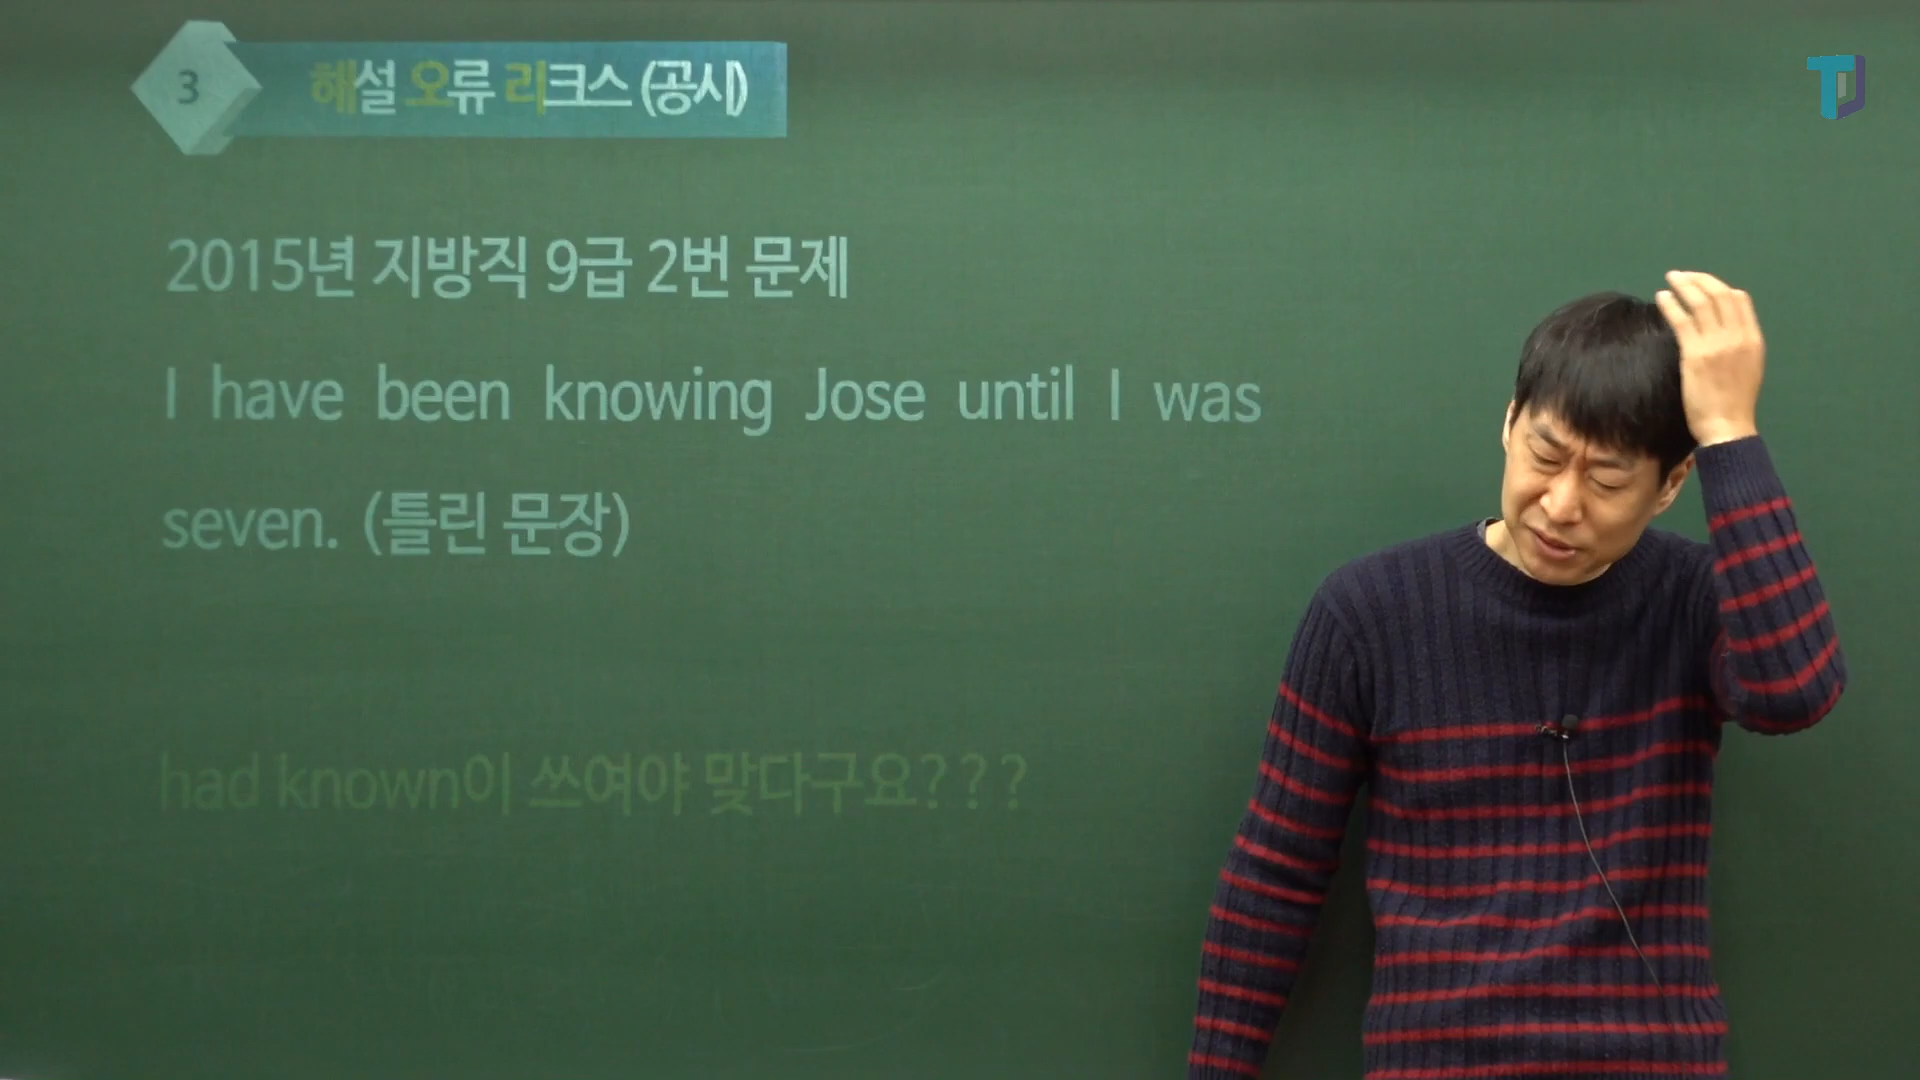 3
해설 오류 리크스 (공시)
2015년 지방직 9급 2번 문제
I have been knowing Jose until I was
seven. (틀린 문장)
had known이 쓰여야 맞다구요???